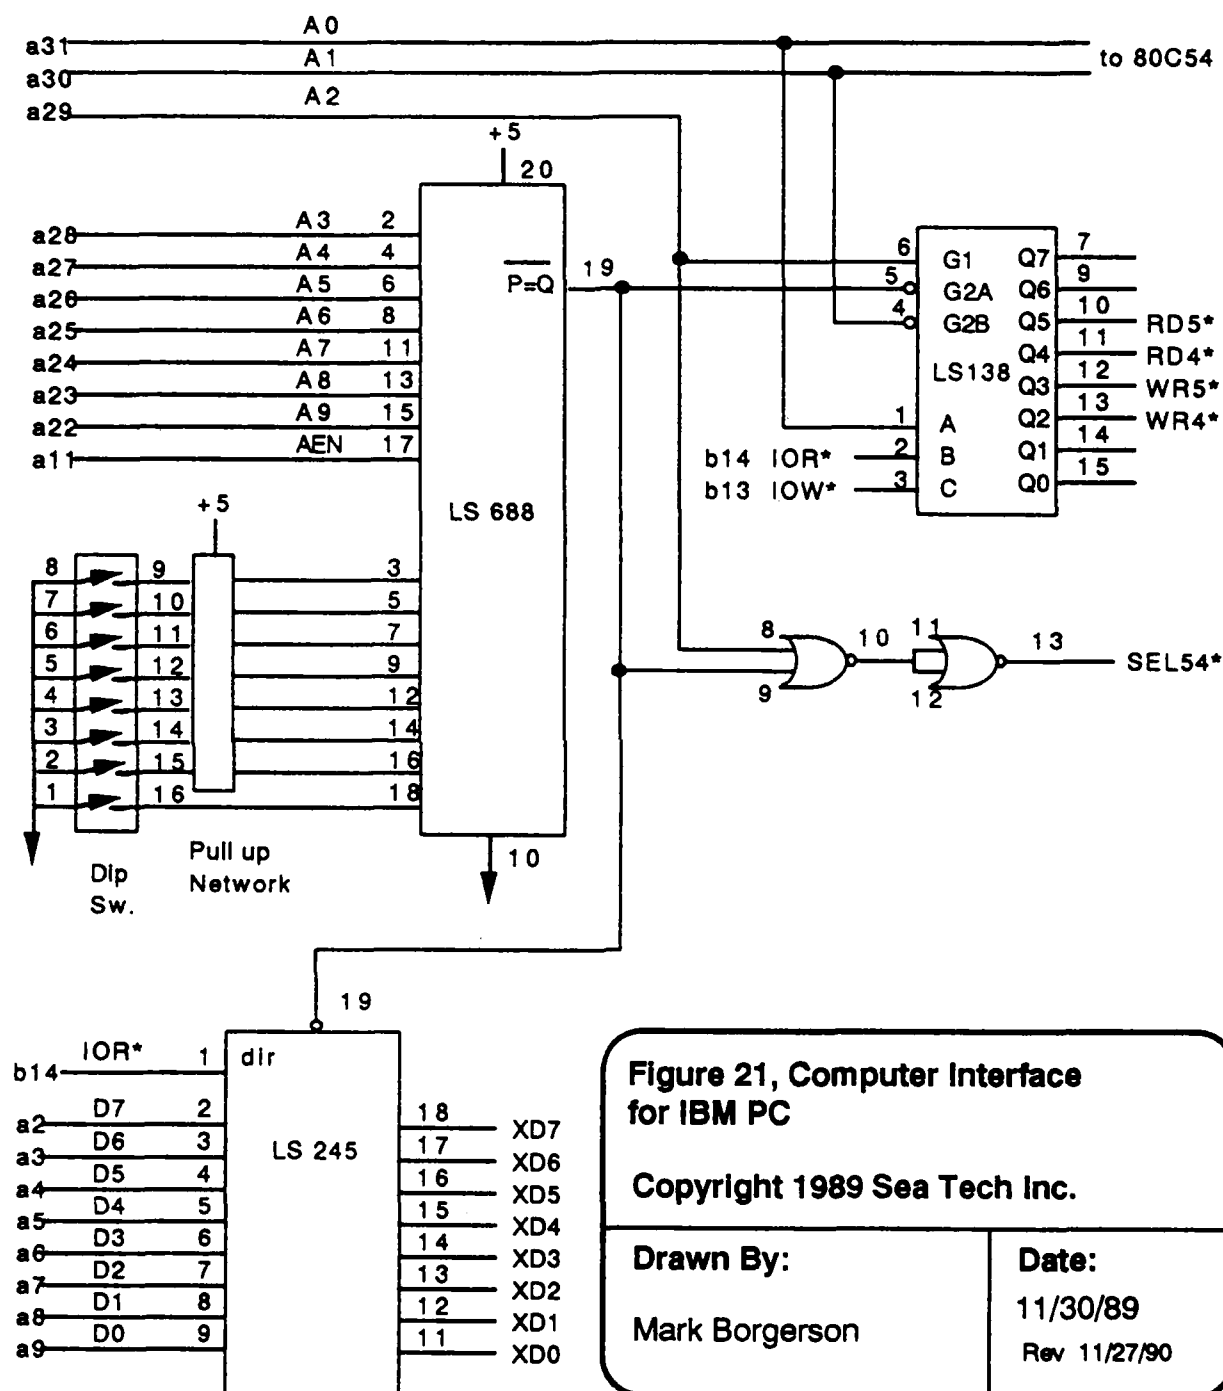 a31 A0
a30 A1 to 80C54
a29 A2
+5
20
a28 A3 2
a27 A4 4
a26 A5 6
a25 A6 8
a24 A7 11
a23 A8 13
a22 A9 15
a11 AEN 17
P=Q 19
LS 688
10
6 G1 Q7 7
5 G2A Q6 9
4 G2B Q5 10 RD5*
Q4 11 RD4*
LS138 Q3 12 WR5*
Q2 13 WR4*
1 A Q1 14
b14 IOR* 2 B
b13 IOW* 3 C Q0 15
+5
8 9 3
7 10 5
6 11 7
5 12 9
4 13 12
3 14 14
2 15 16
1 16 18
Dip
Sw.
Pull up
Network
8 10 11 13 SEL54*
9 12
19
b14 IOR* 1 dir
LS 245
a2 D7 2 18 XD7
a3 D6 3 17 XD6
a4 D5 4 16 XD5
a5 D4 5 15 XD4
a6 D3 6 14 XD3
a7 D2 7 13 XD2
a8 D1 8 12 XD1
a9 D0 9 11 XD0
Figure 21, Computer Interface
for IBM PC
Copyright 1989 Sea Tech Inc.
Drawn By:
Mark Borgerson
Date:
11/30/89
Rev 11/27/90